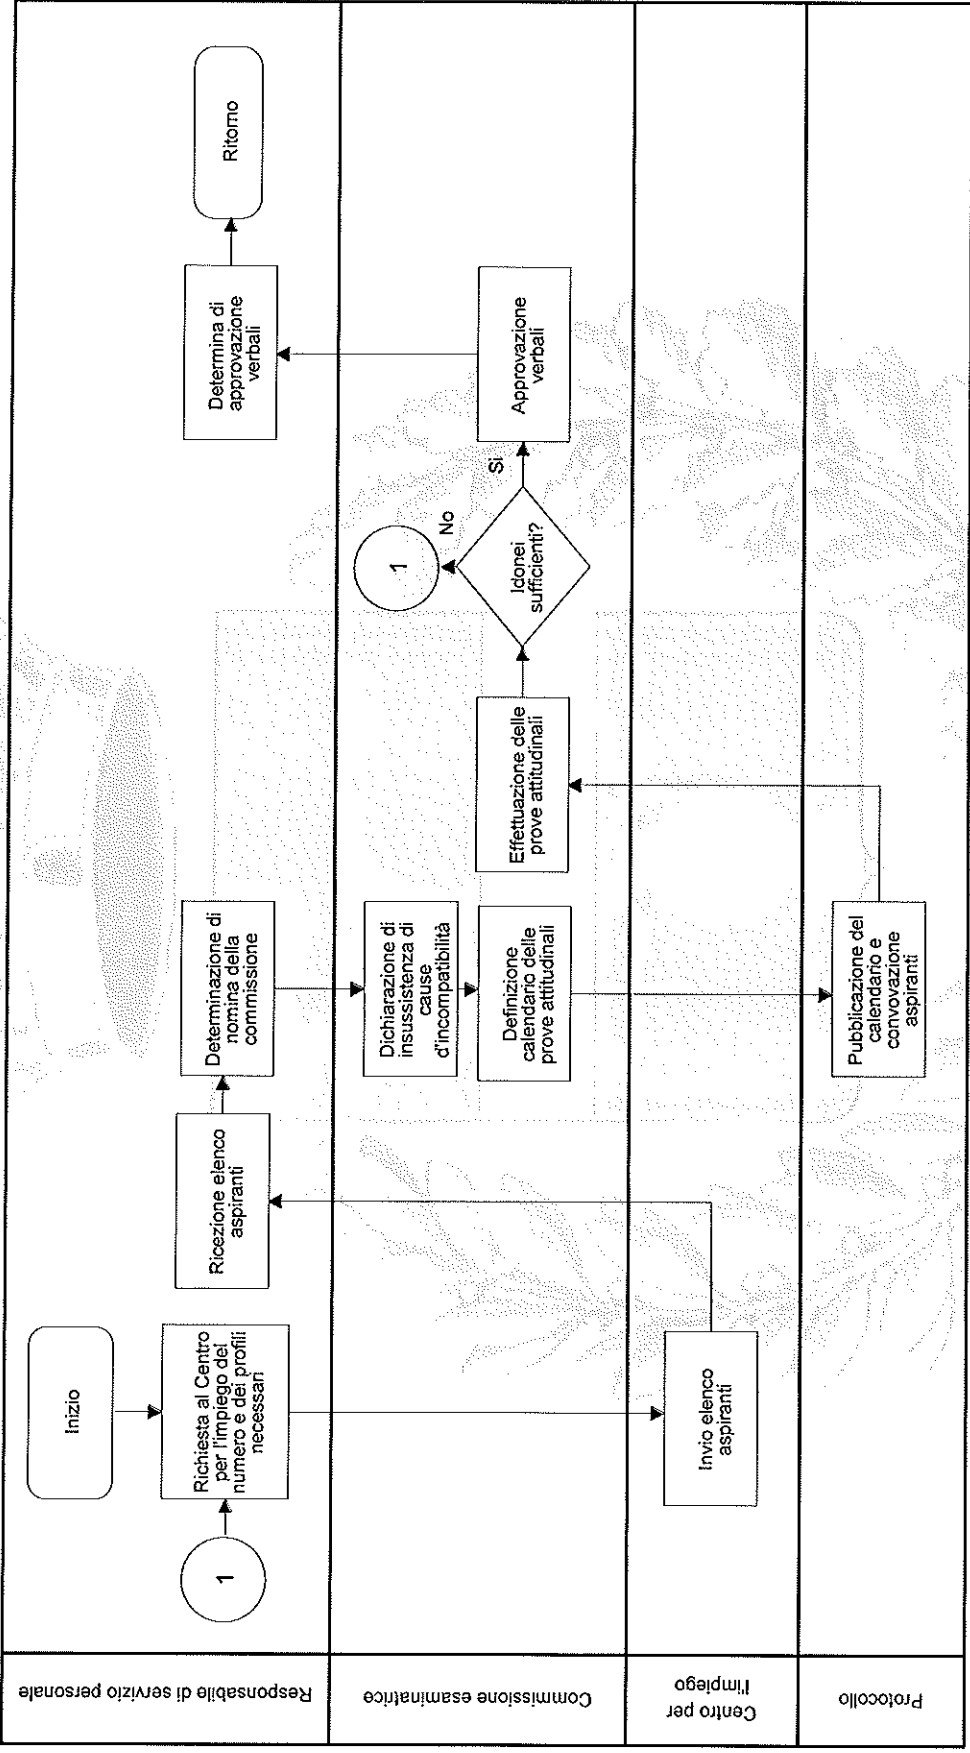 Responsabile di servizio personale
Inizio
1
Richiesta al Centro
per l'impiego del
numero e dei profili
necessari
Ricezione elenco
aspiranti
Determinazione di
nomina della
commissione
Determina di
approvazione
verbali
Ritorno
Commissione esaminatrice
Dichiarazione di
insussistenza di
cause
d"incompatibilità
Definizione
calendario delle
prove attitudinali
Effettuazione delle
prove attitudinali
Idonei
sufficienti?
No
1
Si
Approvazione
verbali
Centro per
l'impiego
Invio elenco
aspiranti
Protocollo
Pubblicazione del
calendario e
convovazione
aspiranti